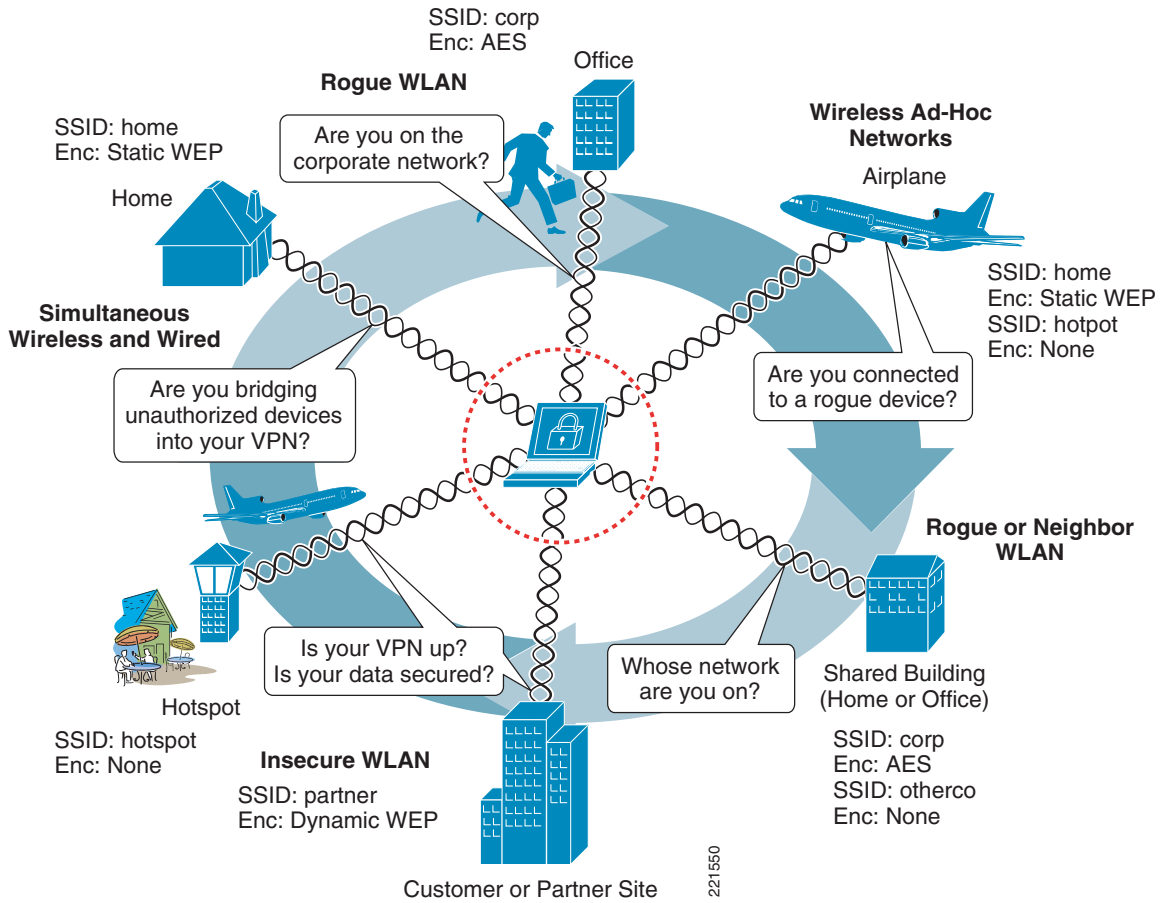 SSID: corp
Enc: AES
Office
Rogue WLAN
Wireless Ad-Hoc
Networks
SSID: home
Enc: Static WEP
Are you on the
corporate network?
Home
Airplane
SSID: home
Enc: Static WEP
SSID: hotpot
Enc: None
Simultaneous
Wireless and Wired
Are you bridging
unauthorized devices
into your VPN?
Are you connected
to a rogue device?
Rogue or Neighbor
WLAN
Is your VPN up?
Is your data secured?
Whose network
are you on?
Shared Building
(Home or Office)
Hotspot
SSID: hotspot
Enc: None
Insecure WLAN
SSID: partner
Enc: Dynamic WEP
SSID: corp
Enc: AES
SSID: otherco
Enc: None
Customer or Partner Site
221550